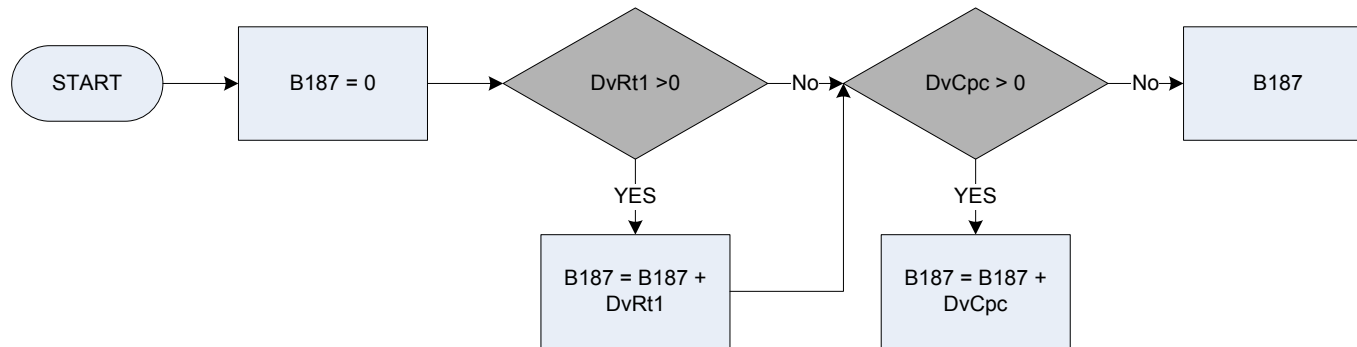 START
B187 = 0
DvRt1 >0
No
DvCpc > 0
No
B187
YES
YES
B187 = B187 +
DvRt1
B187 = B187 +
DvCpc